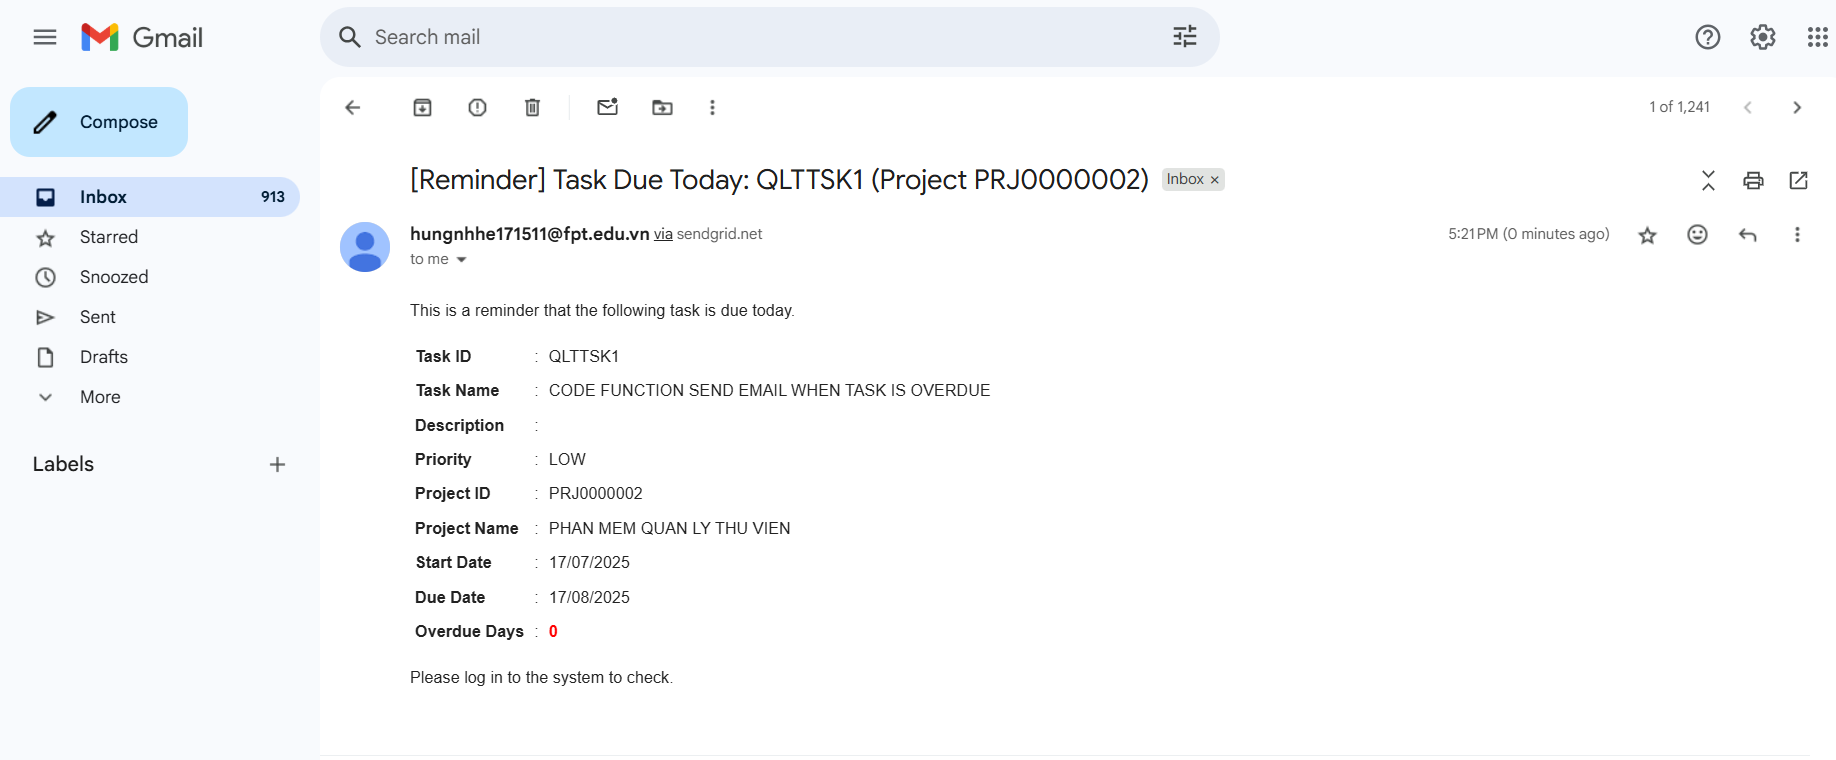 Gmail
Search mail
Compose
1 of 1,241
Inbox 913
Starred
Snoozed
Sent
Drafts
More
Labels
[Reminder] Task Due Today: QLTTSK1 (Project PRJ0000002) Inbox ×
hungnhhe171511@fpt.edu.vn via sendgrid.net 5:21 PM (0 minutes ago)
to me
This is a reminder that the following task is due today.
Task ID : QLTTSK1
Task Name : CODE FUNCTION SEND EMAIL WHEN TASK IS OVERDUE
Description :
Priority : LOW
Project ID : PRJ0000002
Project Name : PHAN MEM QUAN LY THU VIEN
Start Date : 17/07/2025
Due Date : 17/08/2025
Overdue Days : 0
Please log in to the system to check.